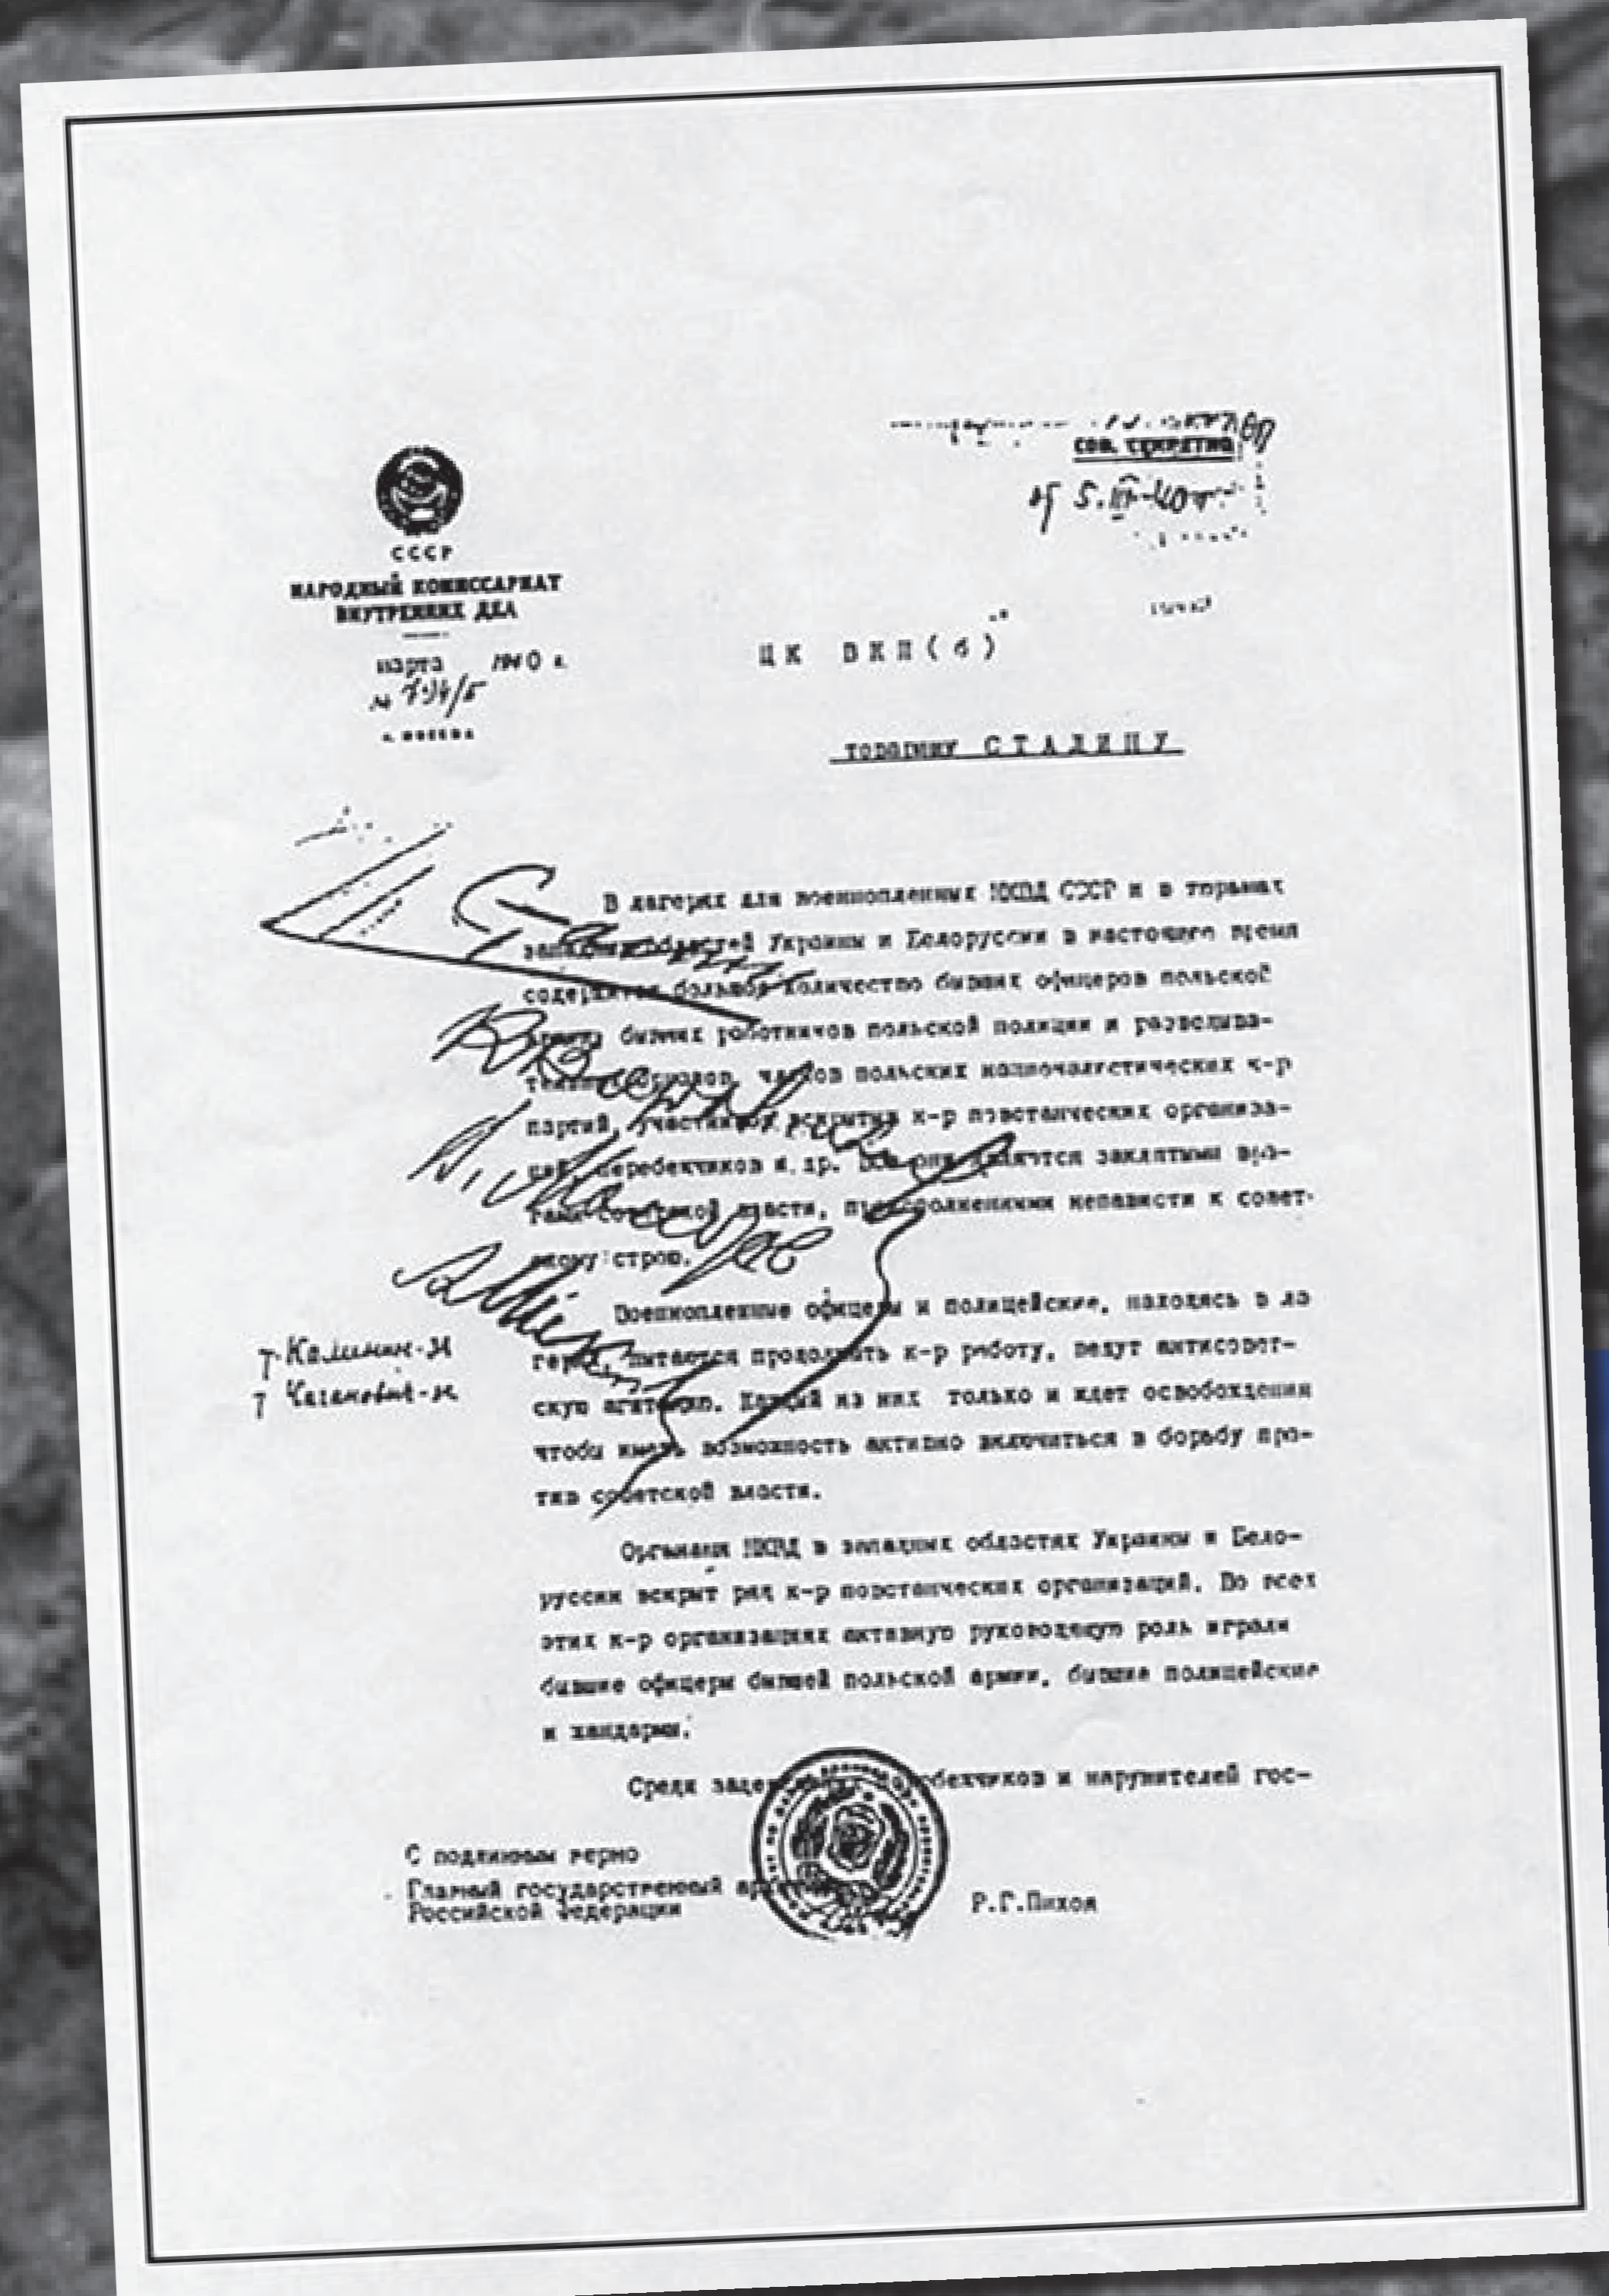 СОВ. СЕКРЕТНО
от 5.III-40г.
СССР
НАРОДНЫЙ КОМИССАРИАТ
ВНУТРЕННИХ ДЕЛ
марта 1940 г.
№ 794/Б
г. МОСКВА
ЦК ВКП(б)
товарищу СТАЛИНУ
В лагерях для военнопленных НКВД СССР и в тюрьмах
западных областей Украины и Белоруссии в настоящее время
содержится большое количество бывших офицеров польской
армии, бывших работников польской полиции и разведыва-
тельных органов, членов польских националистических к-р
партий, участников вскрытых к-р повстанческих организа-
ций, перебежчиков и др. Все они являются заклятыми вра-
гами советской власти, преисполненными ненависти к совет-
скому строю.
Военнопленные офицеры и полицейские, находясь в ла
герях, пытаются продолжать к-р работу, ведут антисовет-
скую агитацию. Каждый из них только и ждет освобождения
чтобы иметь возможность активно включиться в борьбу про-
тив советской власти.
Органами НКВД в западных областях Украины и Бело-
руссии вскрыт ряд к-р повстанческих организаций. Во всех
этих к-р организациях активную руководящую роль играли
бывшие офицеры бывшей польской армии, бывшие полицейские
и жандармы.
Среди задержанных перебежчиков и нарушителей гос-
И. Сталин
К. Ворошилов
В. Молотов
А. Микоян
т. Калинин - за
т. Каганович - за
С подлинным верно
Главный государственный архивист
Российской Федерации
Р.Г.Пихоя